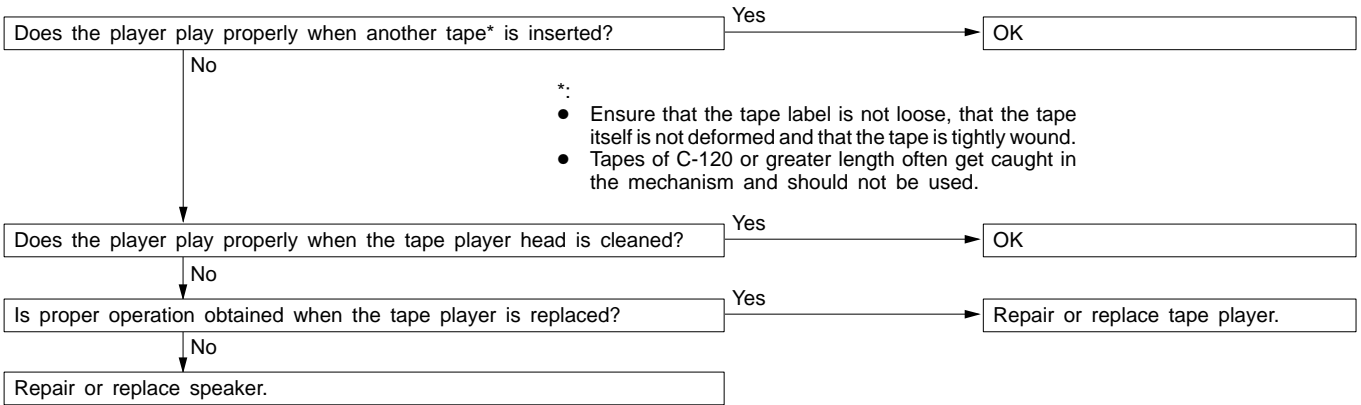 Does the player play properly when another tape* is inserted?
Yes
OK
No
*:
● Ensure that the tape label is not loose, that the tape
itself is not deformed and that the tape is tightly wound.
● Tapes of C-120 or greater length often get caught in
the mechanism and should not be used.
Does the player play properly when the tape player head is cleaned?
Yes
OK
No
Is proper operation obtained when the tape player is replaced?
Yes
Repair or replace tape player.
No
Repair or replace speaker.